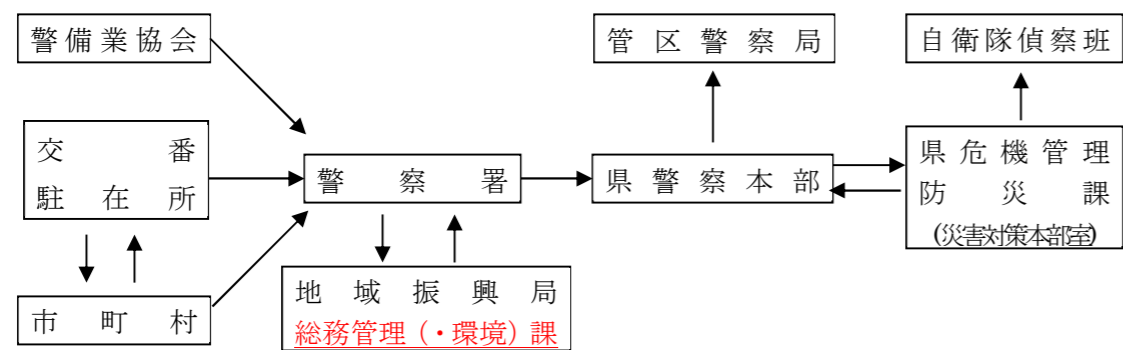 警備業協会
管区警察局
自衛隊偵察班
交番
駐在所
警察署
県警察本部
県危機管理
防災課
(災害対策本部室)
市町村
地域振興局
総務管理(・環境)課